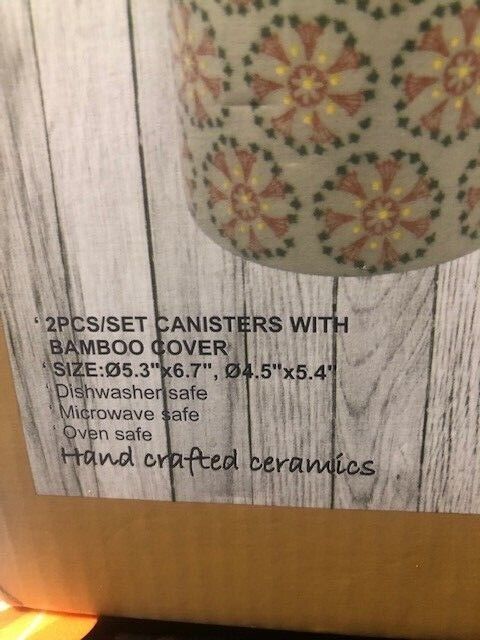 ' 2PCS/SET CANISTERS WITH
BAMBOO COVER
' SIZE:Ø5.3"x6.7", Ø4.5"x5.4"
' Dishwasher safe
' Microwave safe
' Oven safe
Hand crafted ceramics